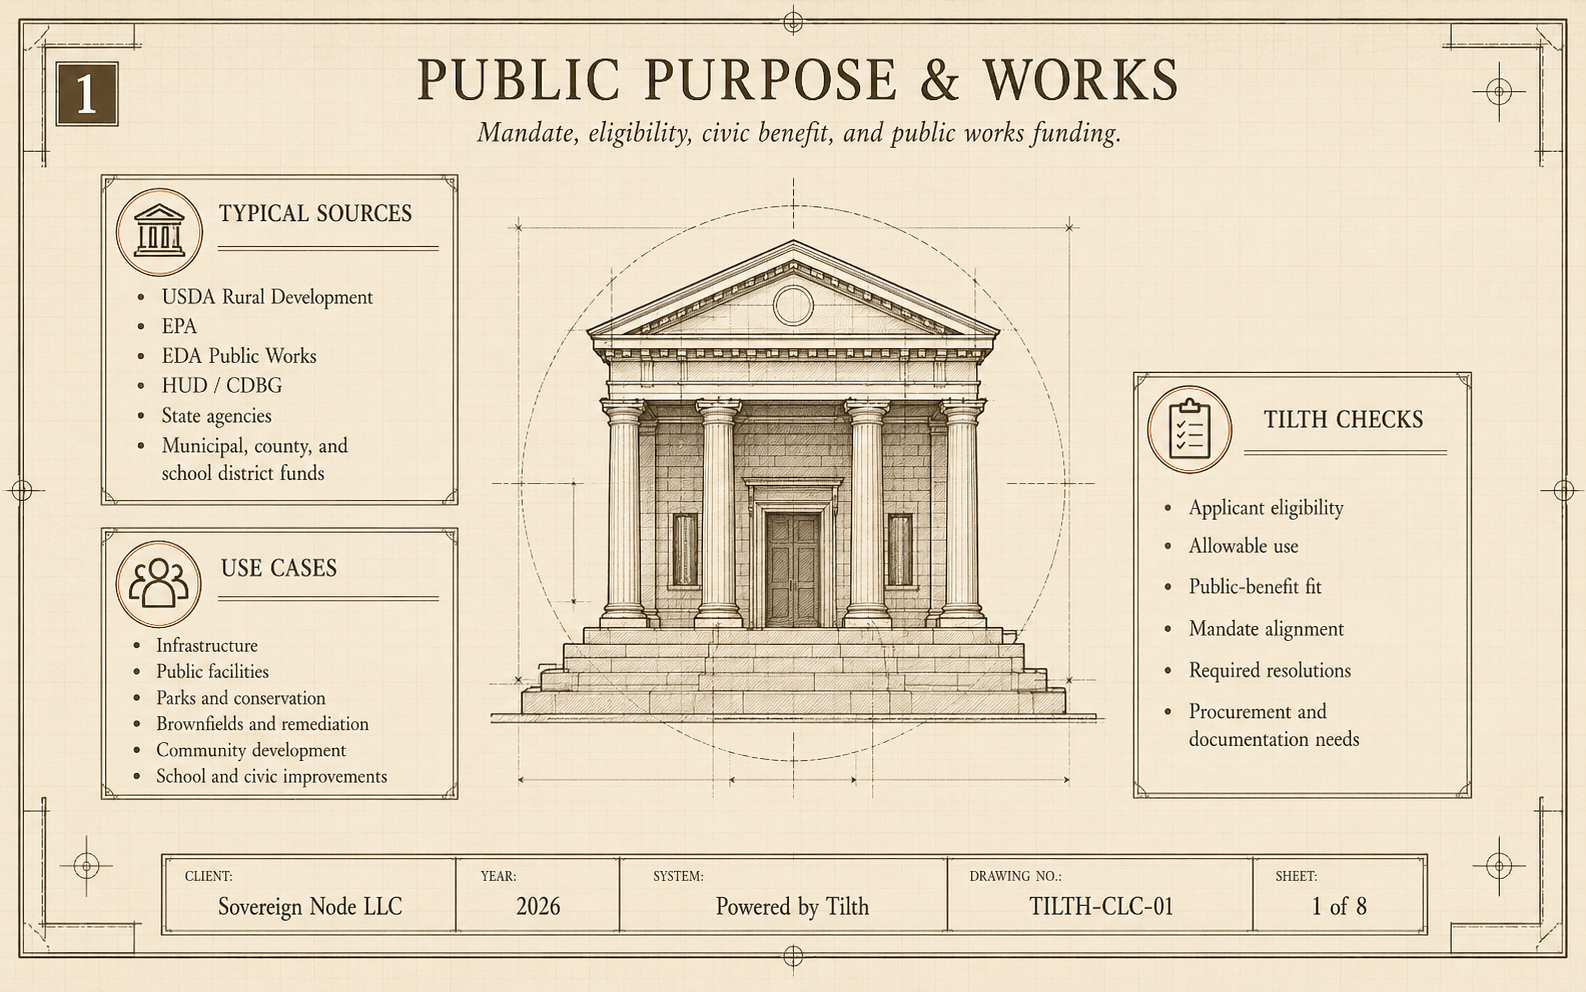 1
PUBLIC PURPOSE & WORKS
Mandate, eligibility, civic benefit, and public works funding.
TYPICAL SOURCES
• USDA Rural Development
• EPA
• EDA Public Works
• HUD / CDBG
• State agencies
• Municipal, county, and
school district funds
USE CASES
• Infrastructure
• Public facilities
• Parks and conservation
• Brownfields and remediation
• Community development
• School and civic improvements
TILTH CHECKS
• Applicant eligibility
• Allowable use
• Public-benefit fit
• Mandate alignment
• Required resolutions
• Procurement and
documentation needs
CLIENT:
Sovereign Node LLC
YEAR:
2026
SYSTEM:
Powered by Tilth
DRAWING NO.:
TILTH-CLC-01
SHEET:
1 of 8